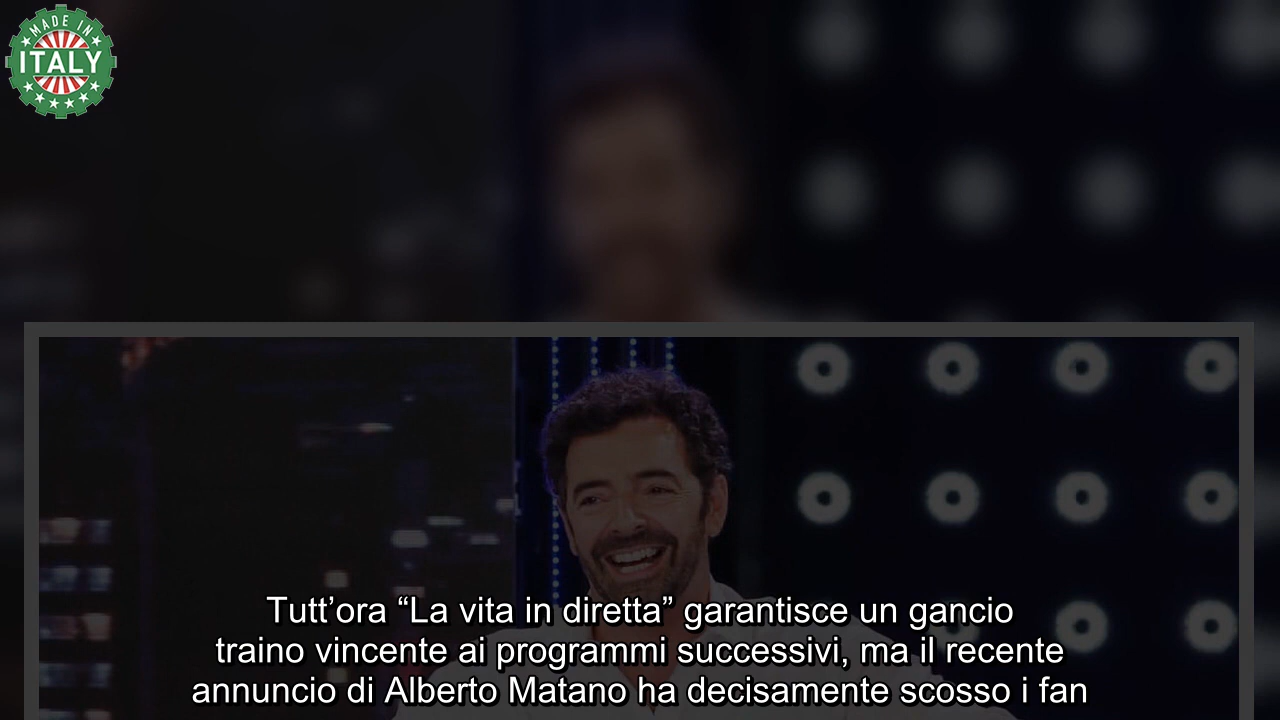 MADE IN
ITALY
Tutt’ora “La vita in diretta” garantisce un gancio
traino vincente ai programmi successivi, ma il recente
annuncio di Alberto Matano ha decisamente scosso i fan